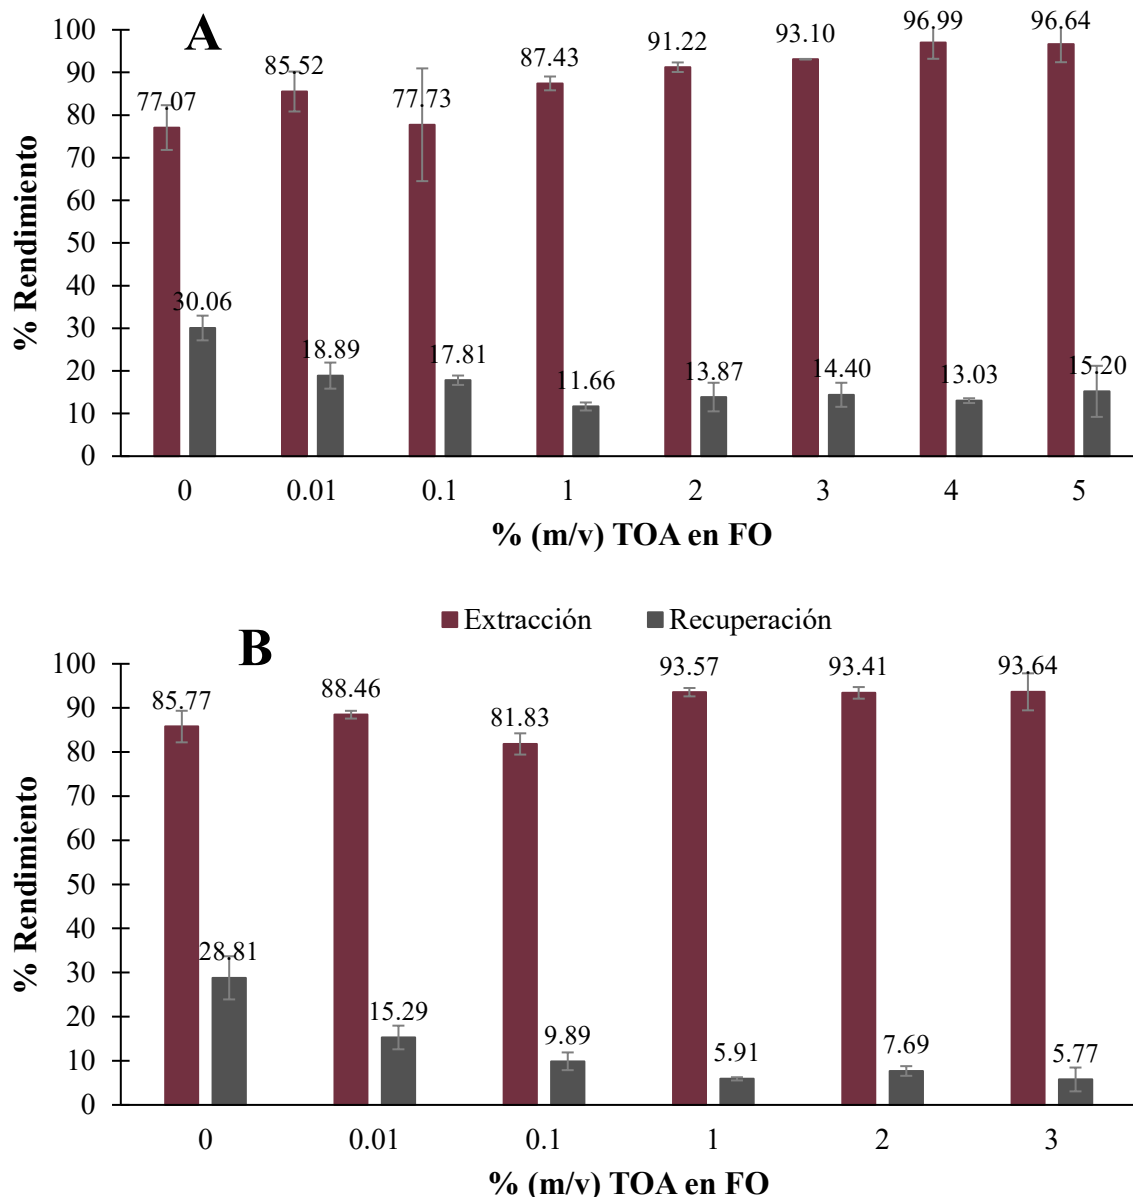 A
% Rendimiento
100
90
80
70
60
50
40
30
20
10
0
77.07 85.52 77.73 87.43 91.22 93.10 96.99 96.64
30.06 18.89 17.81 11.66 13.87 14.40 13.03 15.20
0 0.01 0.1 1 2 3 4 5
% (m/v) TOA en FO
Extracción Recuperación
B
% Rendimiento
100
90
80
70
60
50
40
30
20
10
0
85.77 88.46 81.83 93.57 93.41 93.64
28.81 15.29 9.89 5.91 7.69 5.77
0 0.01 0.1 1 2 3
% (m/v) TOA en FO